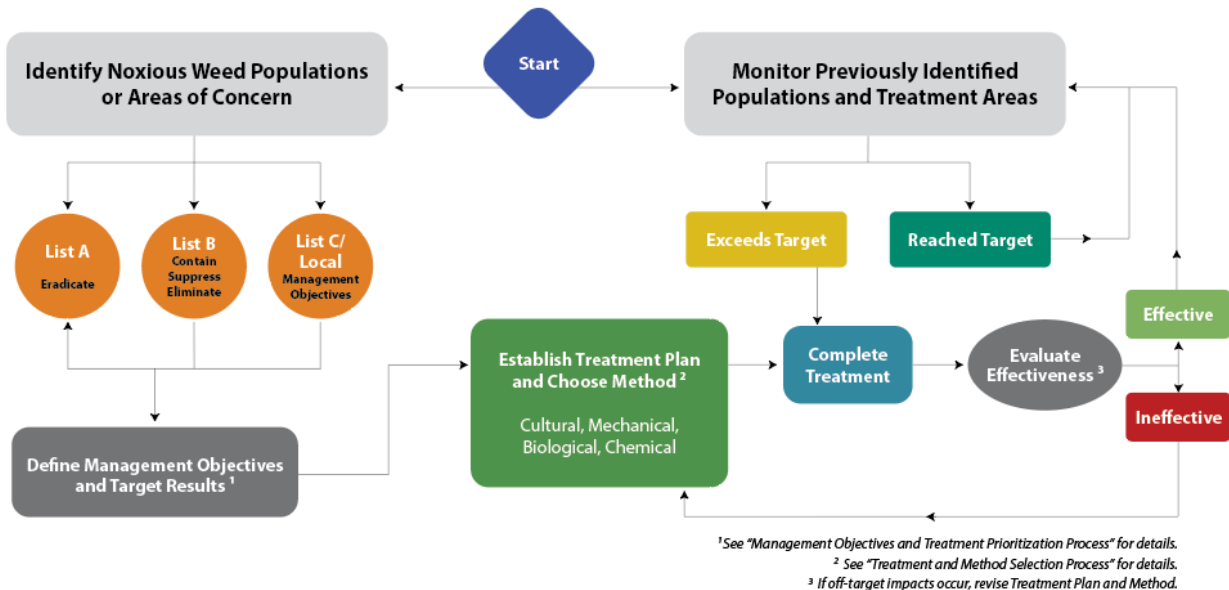 Start
Identify Noxious Weed Populations
or Areas of Concern
Monitor Previously Identified
Populations and Treatment Areas
List A
Eradicate
List B
Contain
Suppress
Eliminate
List C/
Local
Management
Objectives
Exceeds Target
Reached Target
Effective
Establish Treatment Plan
and Choose Method ²
Cultural, Mechanical,
Biological, Chemical
Complete
Treatment
Evaluate
Effectiveness ³
Ineffective
Define Management Objectives
and Target Results ¹
¹ See “Management Objectives and Treatment Prioritization Process” for details.
² See “Treatment and Method Selection Process” for details.
³ If off-target impacts occur, revise Treatment Plan and Method.